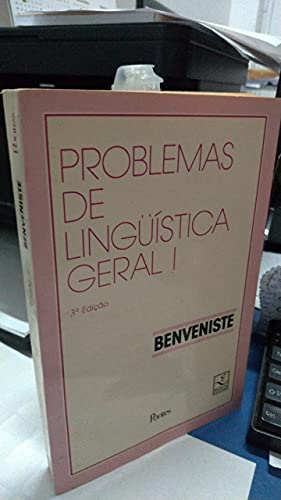 PROBLEMAS
DE
LINGÜÍSTICA
GERAL I
3ª Edição
BENVENISTE
Pontes
BENVENISTE